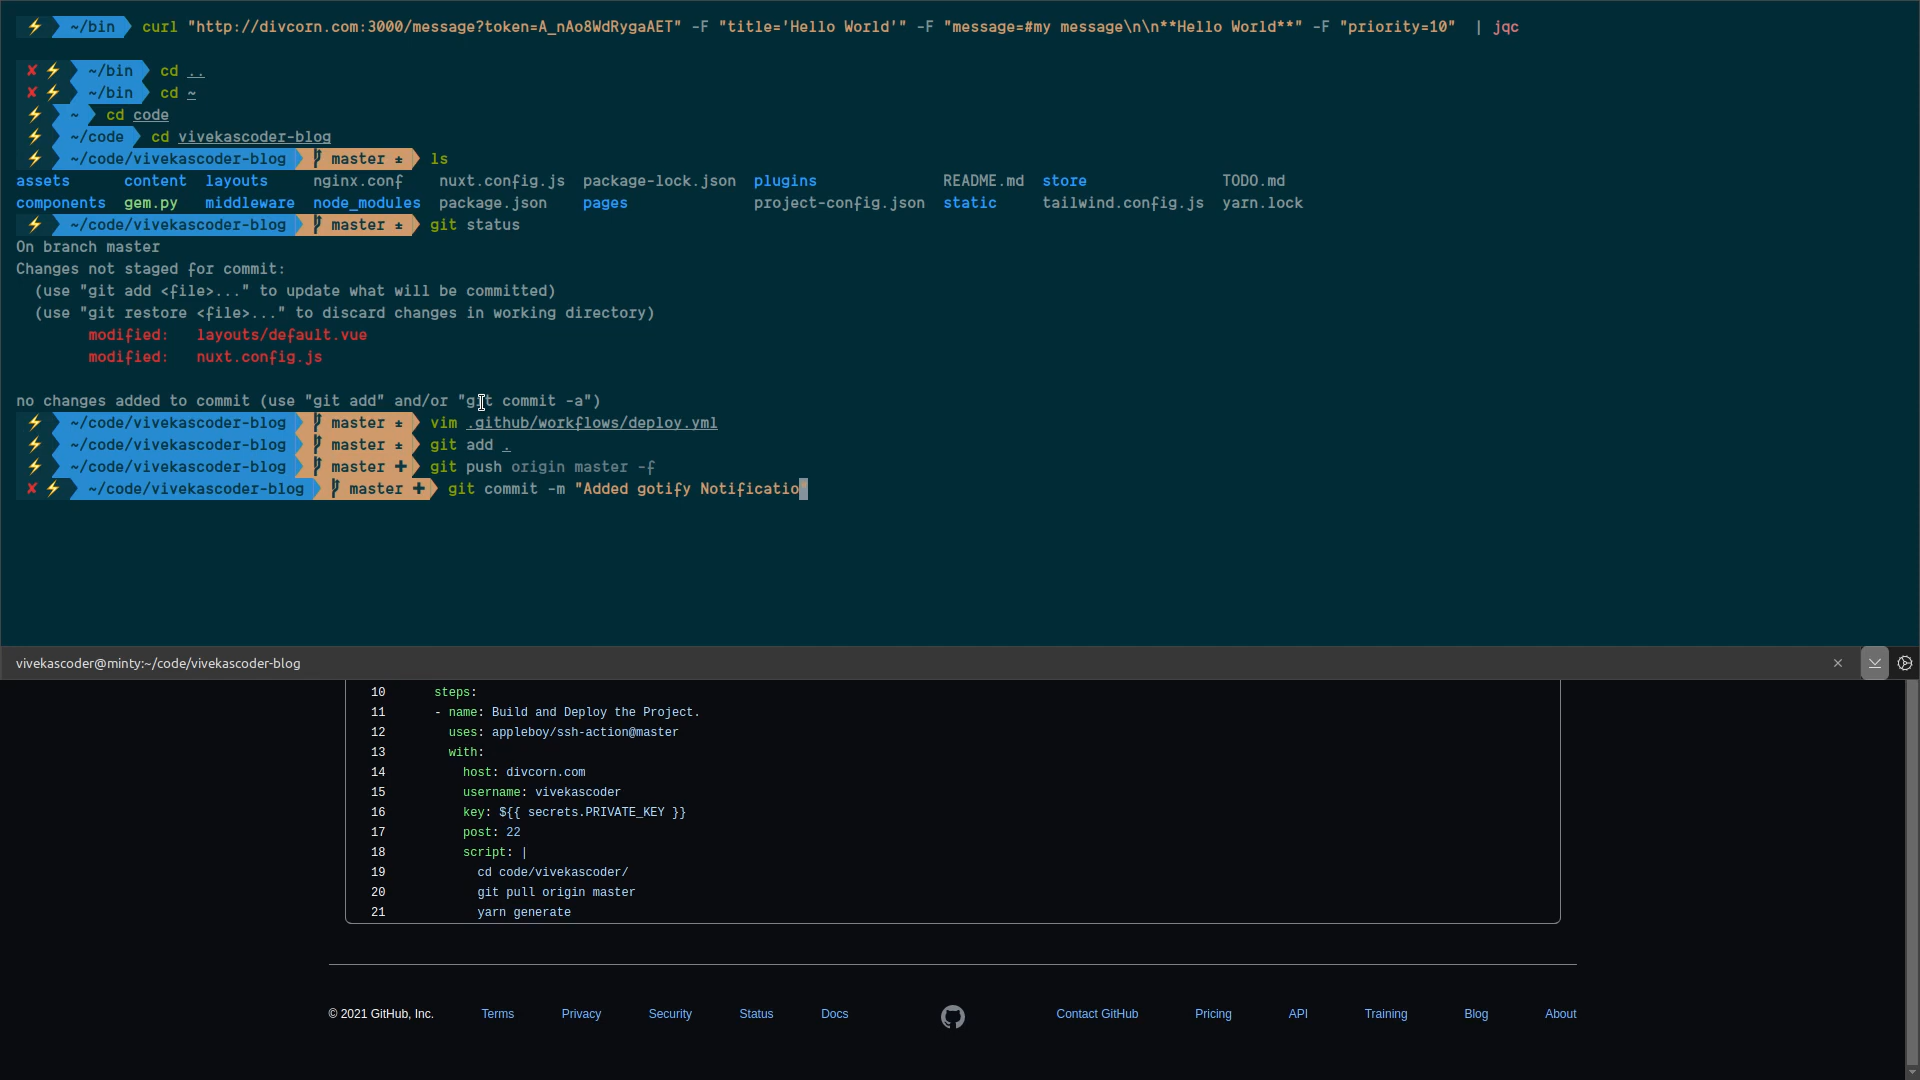 ~/bin curl "http://divcorn.com:3000/message?token=A_nAo8WdRygaAET" -F "title='Hello World'" -F "message=#my message\n\n**Hello World**" -F "priority=10"  | jqc
✘ ⚡ ~/bin cd ..
✘ ⚡ ~/bin cd ~
⚡ ~ cd code
⚡ ~/code cd vivekascoder-blog
⚡ ~/code/vivekascoder-blog master ± ls
assets content layouts nginx.conf nuxt.config.js package-lock.json plugins README.md store TODO.md
components gem.py middleware node_modules package.json pages project-config.json static tailwind.config.js yarn.lock
⚡ ~/code/vivekascoder-blog master ± git status
On branch master
Changes not staged for commit:
(use "git add <file>..." to update what will be committed)
(use "git restore <file>..." to discard changes in working directory)
modified: layouts/default.vue
modified: nuxt.config.js
no changes added to commit (use "git add" and/or "git commit -a")
⚡ ~/code/vivekascoder-blog master ± vim .github/workflows/deploy.yml
⚡ ~/code/vivekascoder-blog master ± git add .
⚡ ~/code/vivekascoder-blog master ✚ git push origin master -f
✘ ⚡ ~/code/vivekascoder-blog master ✚ git commit -m "Added gotify Notificatio"
vivekascoder@minty:~/code/vivekascoder-blog
10 steps:
11 - name: Build and Deploy the Project.
12 uses: appleboy/ssh-action@master
13 with:
14 host: divcorn.com
15 username: vivekascoder
16 key: ${{ secrets.PRIVATE_KEY }}
17 post: 22
18 script: |
19 cd code/vivekascoder/
20 git pull origin master
21 yarn generate
© 2021 GitHub, Inc. Terms Privacy Security Status Docs Contact GitHub Pricing API Training Blog About